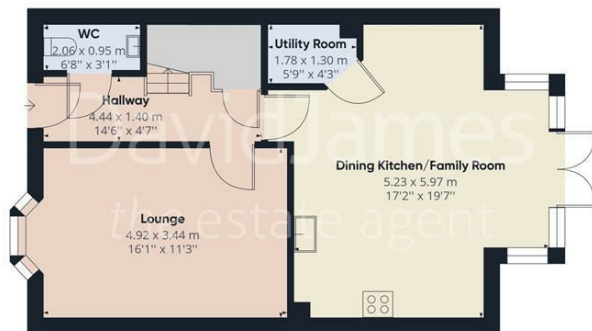 WC
2.06 x 0.95 m
6'8" x 3'1"
Utility Room
1.78 x 1.30 m
5'9" x 4'3"
Hallway
4.44 x 1.40 m
14'6" x 4'7"
David James
the estate agent
Dining Kitchen/Family Room
5.23 x 5.97 m
17'2" x 19'7"
Lounge
4.92 x 3.44 m
16'1" x 11'3"